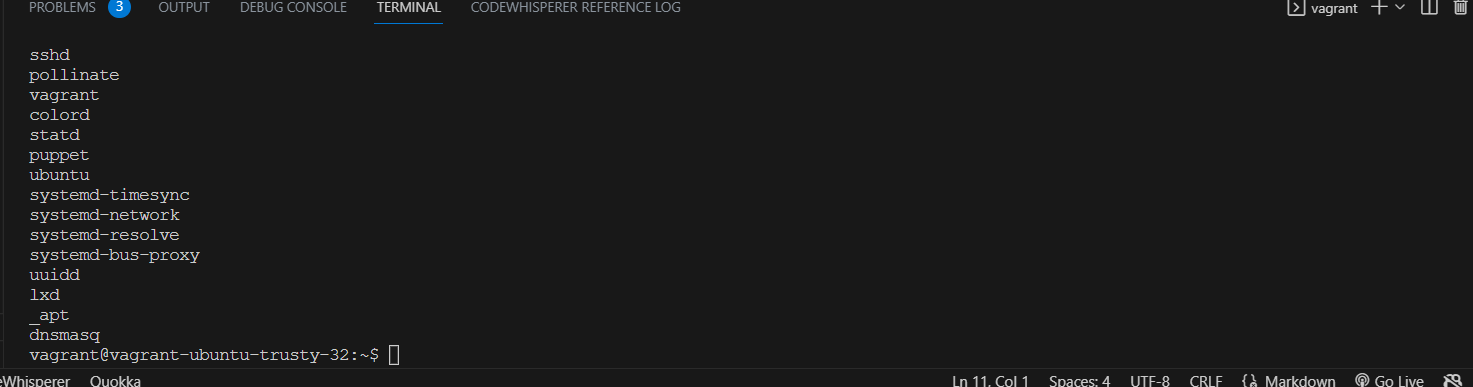 PROBLEMS 3 OUTPUT DEBUG CONSOLE TERMINAL CODEWHISPERER REFERENCE LOG vagrant
sshd
pollinate
vagrant
colord
statd
puppet
ubuntu
systemd-timesync
systemd-network
systemd-resolve
systemd-bus-proxy
uuidd
lxd
_apt
dnsmasq
vagrant@vagrant-ubuntu-trusty-32:~$
eWhisperer Quokka Ln 11, Col 1 Spaces: 4 UTF-8 CRLF Markdown Go Live